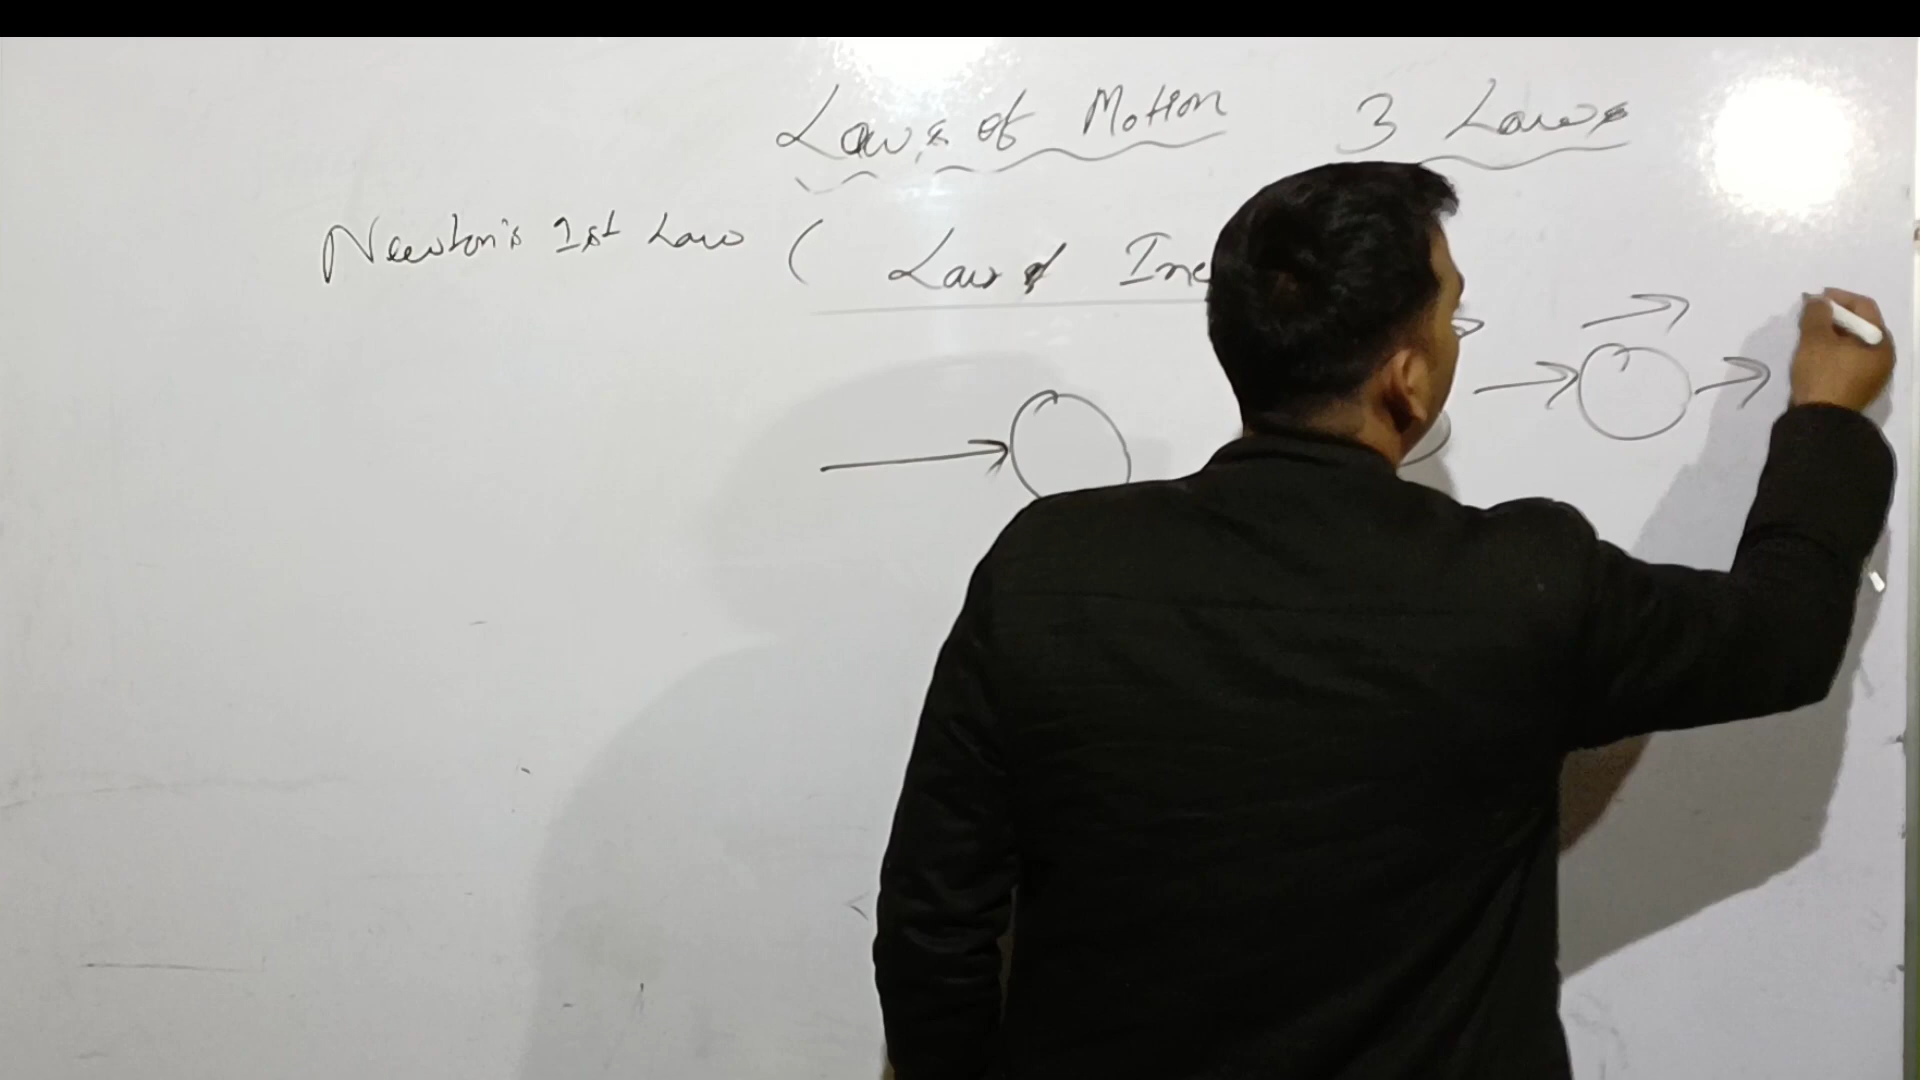 Laws of Motion 3 Laws
Newton's 1st Law ( Law of Ine